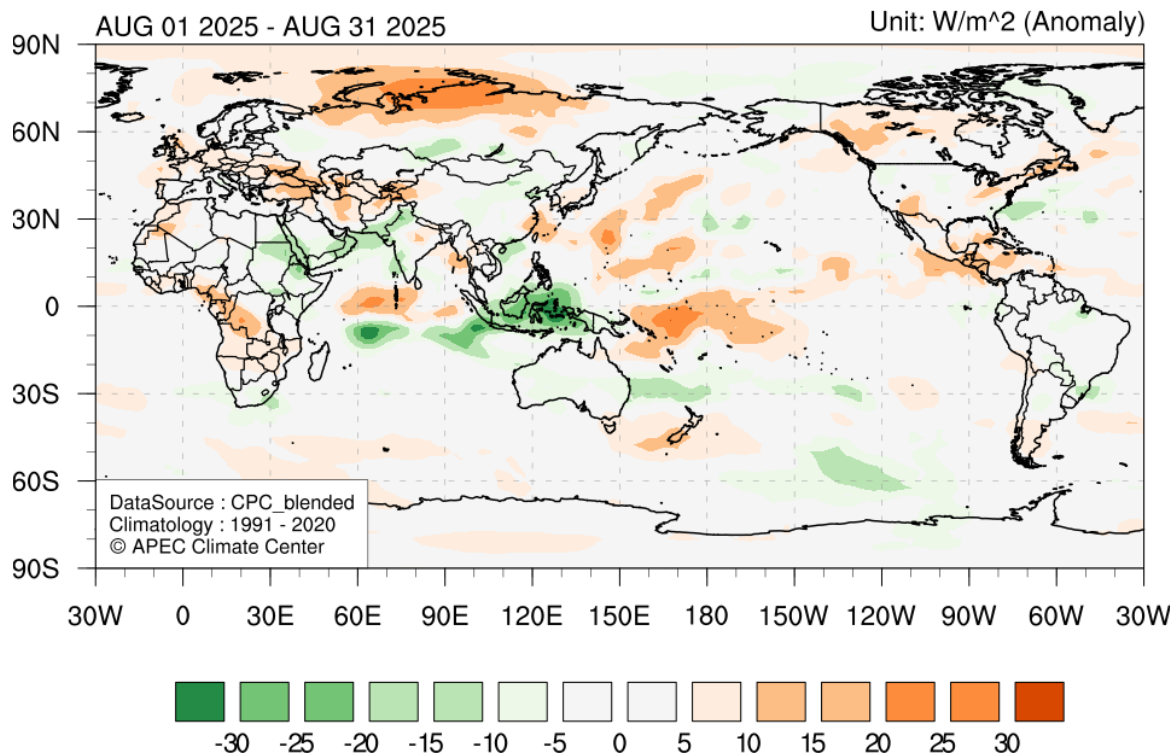 AUG 01 2025 - AUG 31 2025 Unit: W/m^2 (Anomaly)
90N
60N
30N
0
30S
60S
90S
DataSource : CPC_blended
Climatology : 1991 - 2020
© APEC Climate Center
30W 0 30E 60E 90E 120E 150E 180 150W 120W 90W 60W 30W
-30 -25 -20 -15 -10 -5 0 5 10 15 20 25 30